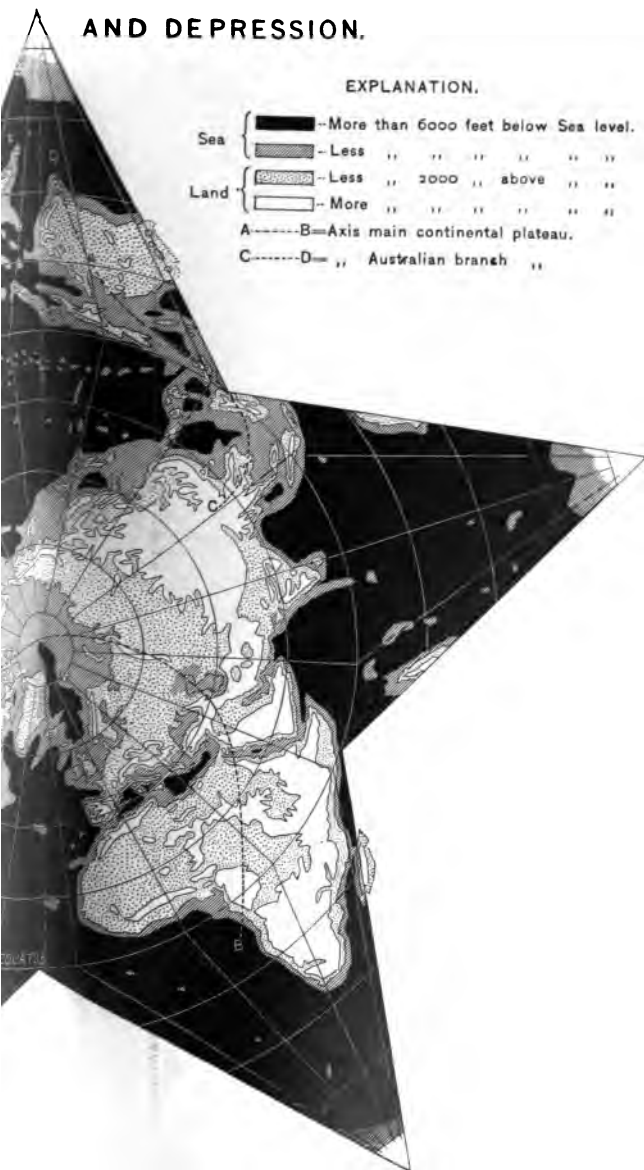 AND DEPRESSION.
EXPLANATION.
Sea
-- More than 6000 feet below Sea level.
-- Less ,, ,, ,, ,, ,, ,,
Land
-- Less ,, 2000 ,, above ,, ,,
-- More ,, ,, ,, ,, ,, ,,
A-------B=Axis main continental plateau.
C-------D= ,, Australian branch ,,
D
C
B